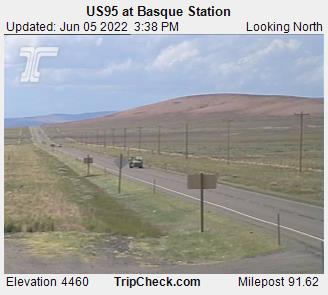 US95 at Basque Station
Updated: Jun 05 2022 3:38 PM Looking North
Elevation 4460 TripCheck.com Milepost 91.62